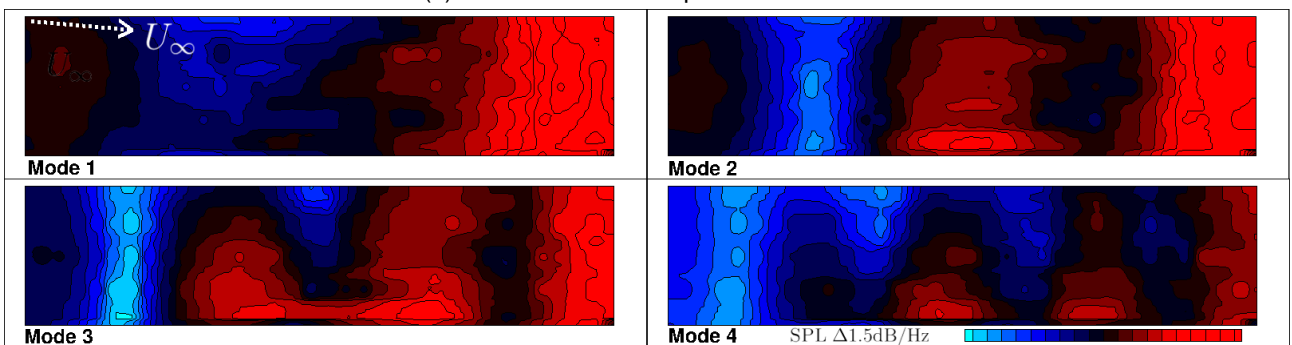 U∞
U∞
Mode 1
Mode 2
Mode 3
Mode 4
SPL Δ1.5dB/Hz